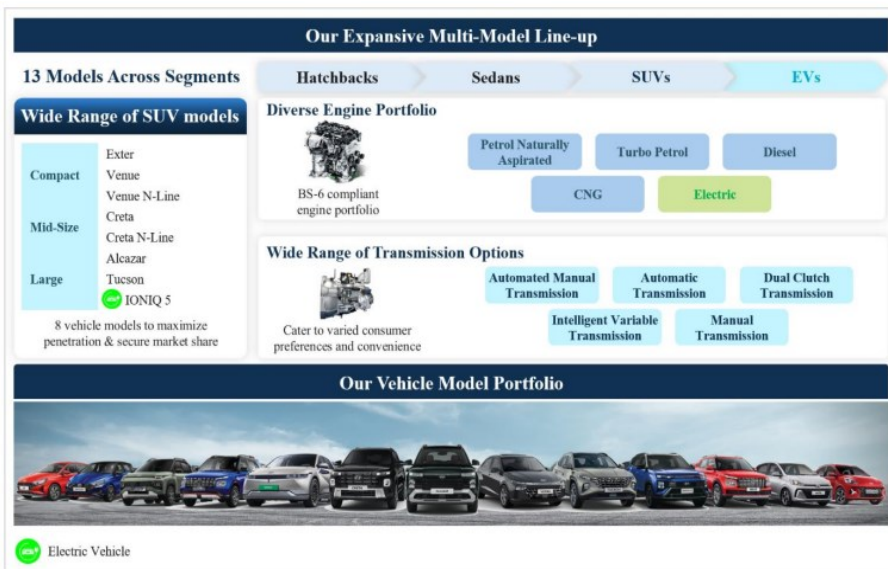 Our Expansive Multi-Model Line-up
13 Models Across Segments
Hatchbacks
Sedans
SUVs
EVs
Wide Range of SUV models
Compact
Exter
Venue
Venue N-Line
Mid-Size
Creta
Creta N-Line
Alcazar
Large
Tucson
IONIQ 5
8 vehicle models to maximize
penetration & secure market share
Diverse Engine Portfolio
BS-6 compliant
engine portfolio
Petrol Naturally
Aspirated
Turbo Petrol
Diesel
CNG
Electric
Wide Range of Transmission Options
Cater to varied consumer
preferences and convenience
Automated Manual
Transmission
Automatic
Transmission
Dual Clutch
Transmission
Intelligent Variable
Transmission
Manual
Transmission
Our Vehicle Model Portfolio
Electric Vehicle